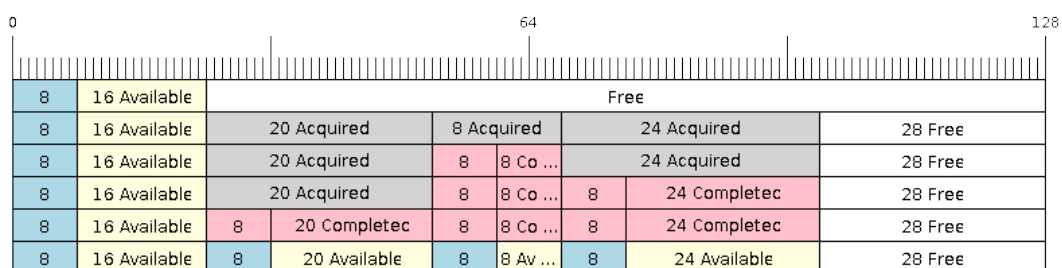 0 64 128
8 16 Available Free
8 16 Available 20 Acquired 8 Acquired 24 Acquired 28 Free
8 16 Available 20 Acquired 8 8 Co ... 24 Acquired 28 Free
8 16 Available 20 Acquired 8 8 Co ... 8 24 Completec 28 Free
8 16 Available 8 20 Completec 8 8 Co ... 8 24 Completec 28 Free
8 16 Available 8 20 Available 8 8 Av ... 8 24 Available 28 Free